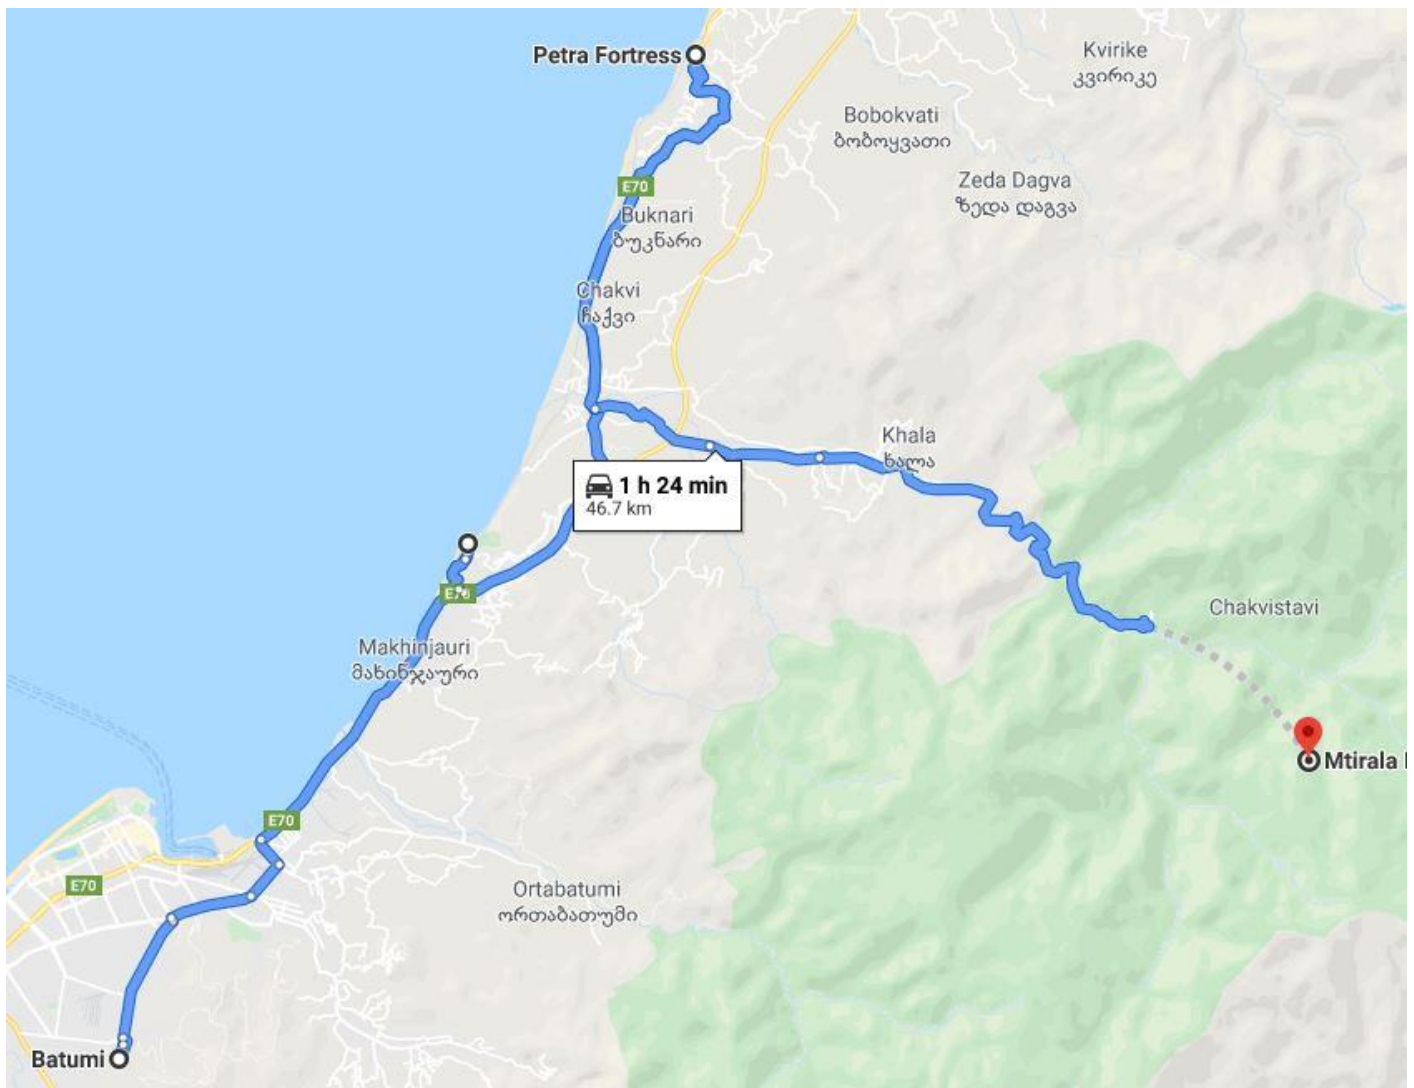 Petra Fortress
Kvirike
კვირიკე
Bobokvati
ბობოყვათი
Zeda Dagva
ზედა დაგვა
E70
Buknari
ბუკნარი
Chakvi
ჩაქვი
Khala
ხალა
1 h 24 min
46.7 km
E70
Chakvistavi
Makhinjauri
მახინჯაური
Mtirala
E70
E70
Ortabatumi
ორთაბათუმი
Batumi